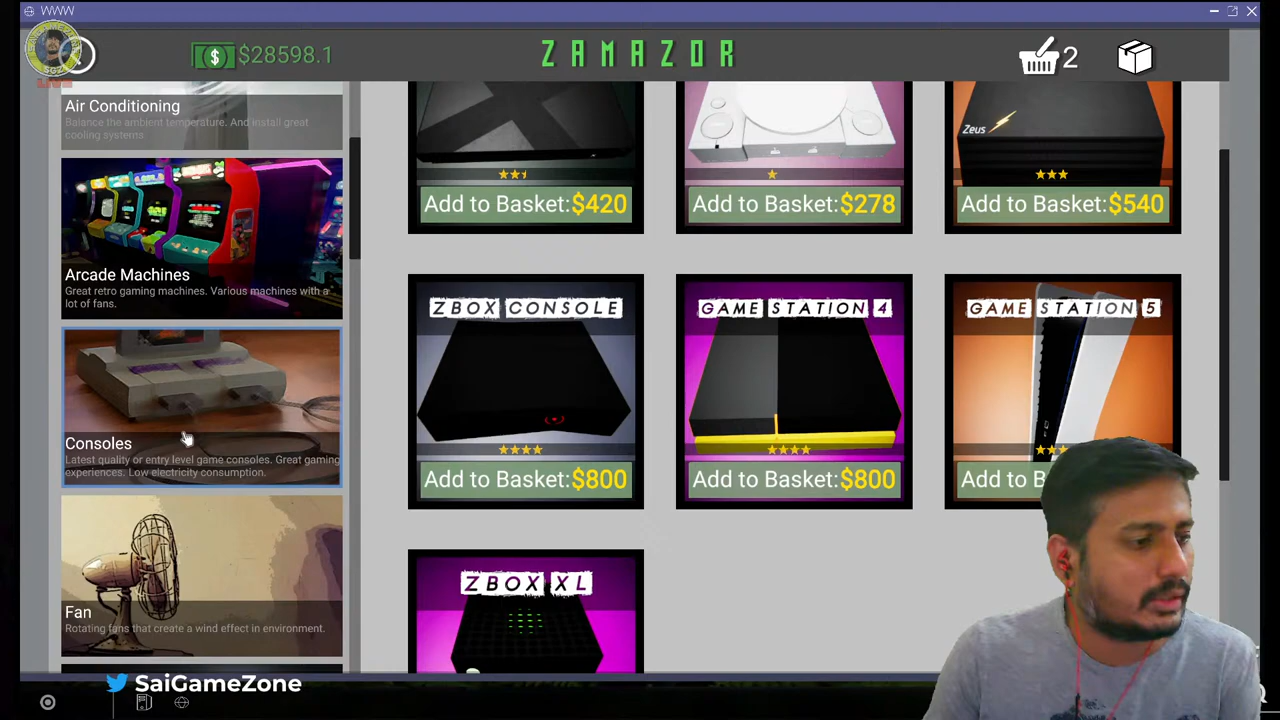 WWW
$28598.1
ZAMAZOR
2
LIVE
Air Conditioning
Balance the ambient temperature. And install great
cooling systems.
Arcade Machines
Great retro gaming machines. Various machines with a
lot of fans.
Consoles
Latest quality or entry level game consoles. Great gaming
experiences. Low electricity consumption.
Fan
Rotating fans that create a wind effect in environment.
Add to Basket:$420
Add to Basket:$278
Zeus
Add to Basket:$540
ZBOX CONSOLE
Add to Basket:$800
GAME STATION 4
Add to Basket:$800
GAME STATION 5
Add to B
ZBOX XL
SaiGameZone